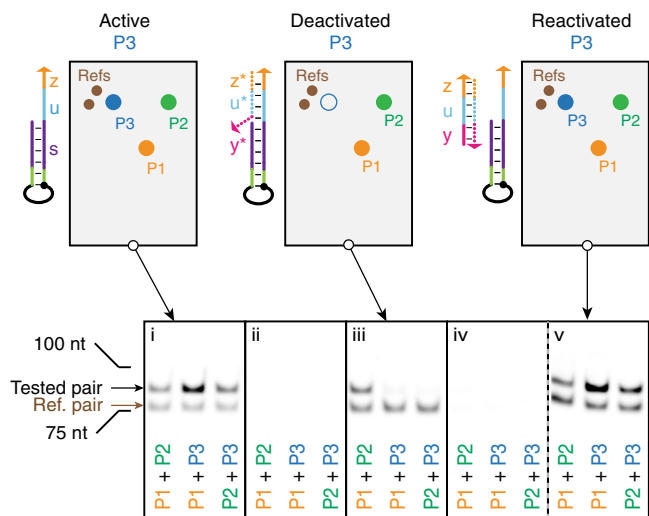 Active
P3
Deactivated
P3
Reactivated
P3
z
u
s
Refs
P3
P2
P1
z*
u*
y*
Refs
P2
P1
z
u
y
Refs
P3
P2
P1
100 nt
Tested pair
Ref. pair
75 nt
i
ii
iii
iv
v
P1 + P2
P1 + P3
P2 + P3
P1 + P2
P1 + P3
P2 + P3
P1 + P2
P1 + P3
P2 + P3
P1 + P2
P1 + P3
P2 + P3
P1 + P2
P1 + P3
P2 + P3